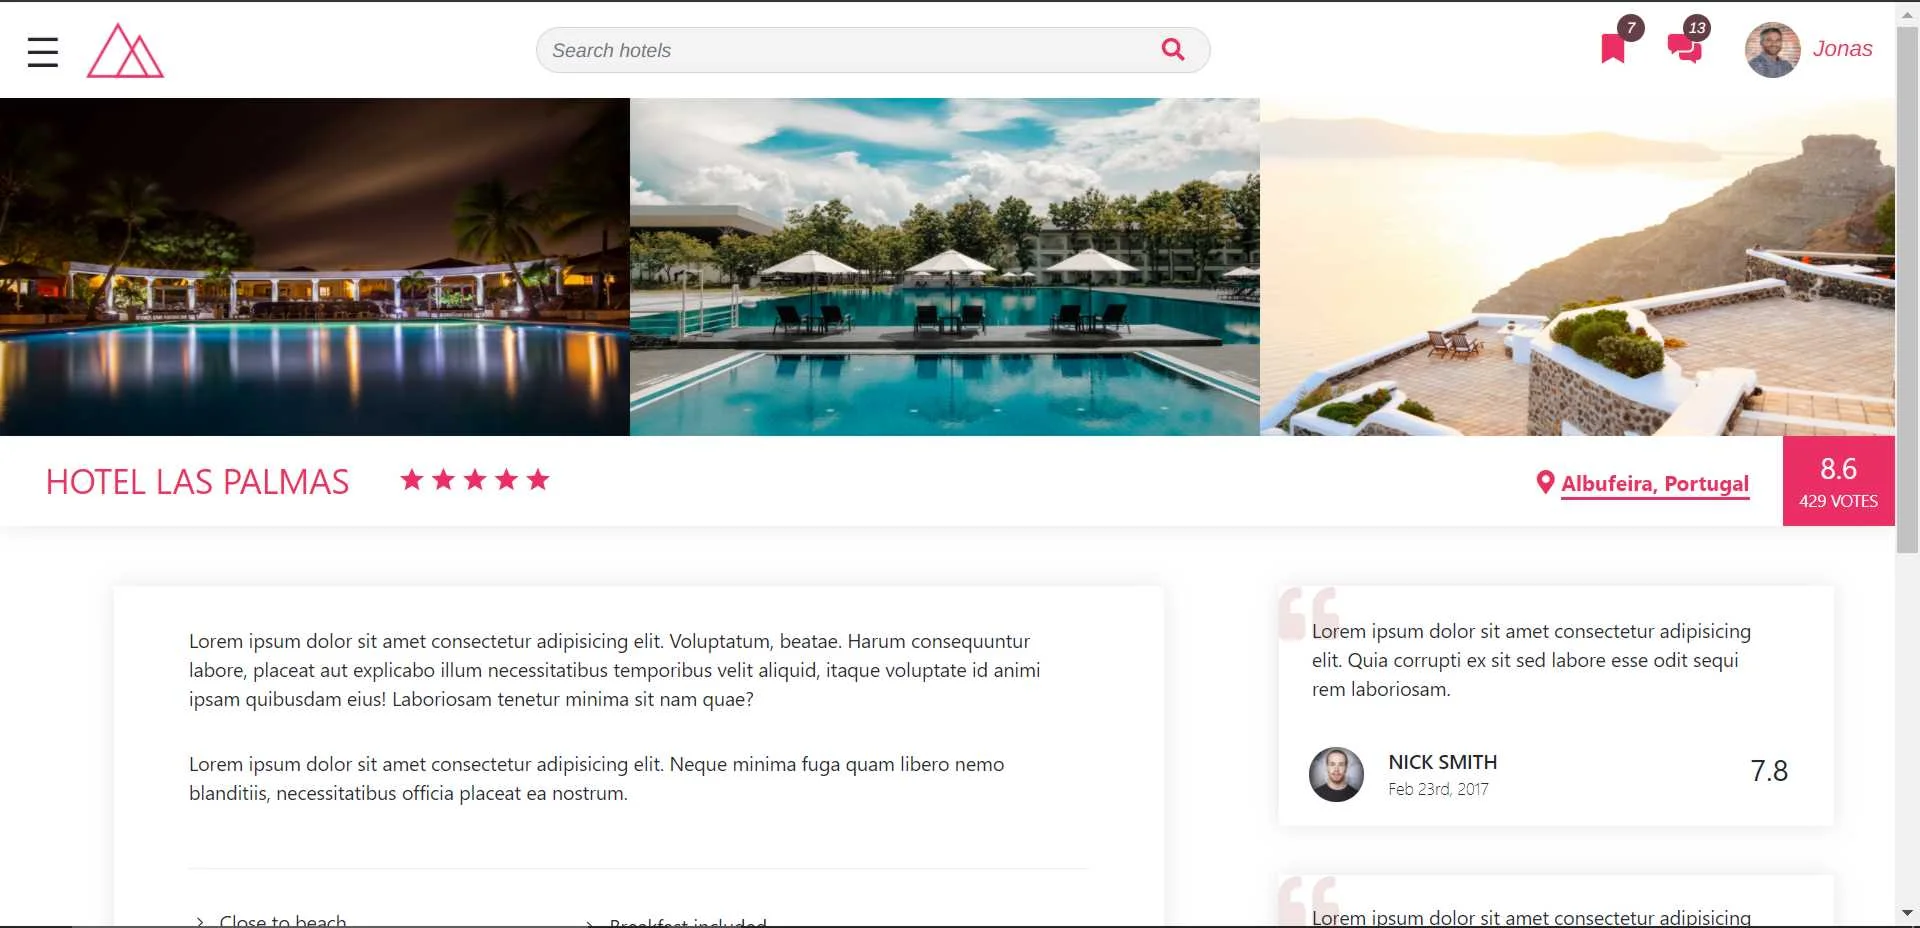 Search hotels
7
13
Jonas
HOTEL LAS PALMAS
Albufeira, Portugal
8.6
429 VOTES
Lorem ipsum dolor sit amet consectetur adipisicing elit. Voluptatum, beatae. Harum consequuntur
labore, placeat aut explicabo illum necessitatibus temporibus velit aliquid, itaque voluptate id animi
ipsam quibusdam eius! Laboriosam tenetur minima sit nam quae?
Lorem ipsum dolor sit amet consectetur adipisicing elit. Neque minima fuga quam libero nemo
blanditiis, necessitatibus officia placeat ea nostrum.
Close to beach
Breakfast included
Lorem ipsum dolor sit amet consectetur adipisicing
elit. Quia corrupti ex sit sed labore esse odit sequi
rem laboriosam.
NICK SMITH
Feb 23rd, 2017
7.8
Lorem ipsum dolor sit amet consectetur adipisicing